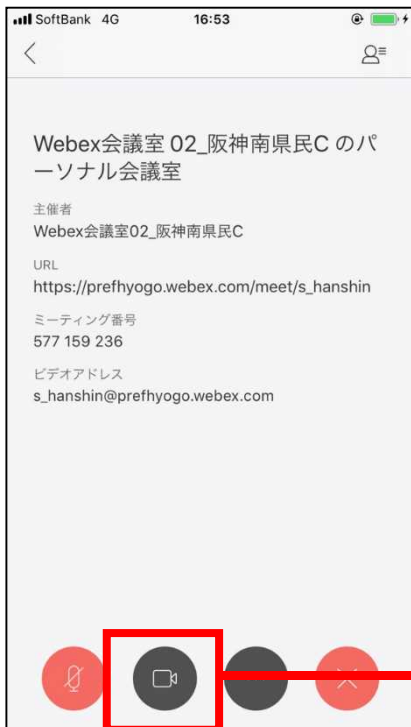 SoftBank 4G 16:53
Webex会議室 02_阪神南県民C のパ
ーソナル会議室
主催者
Webex会議室02_阪神南県民C
URL
https://prefhyogo.webex.com/meet/s_hanshin
ミーティング番号
577 159 236
ビデオアドレス
s_hanshin@prefhyogo.webex.com